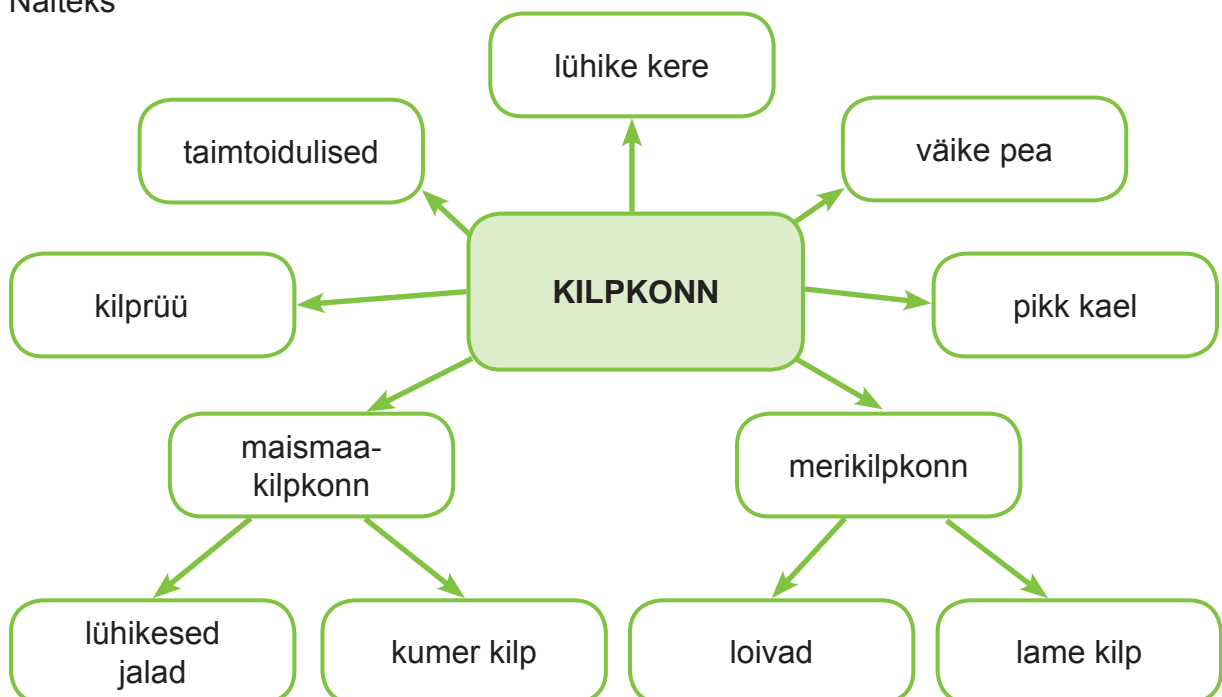 Näiteks
lühike kere
taimtoidulised
väike pea
kilprüü
KILPKONN
pikk kael
maismaa-
kilpkonn
merikilpkonn
lühikesed
jalad
kumer kilp
loivad
lame kilp